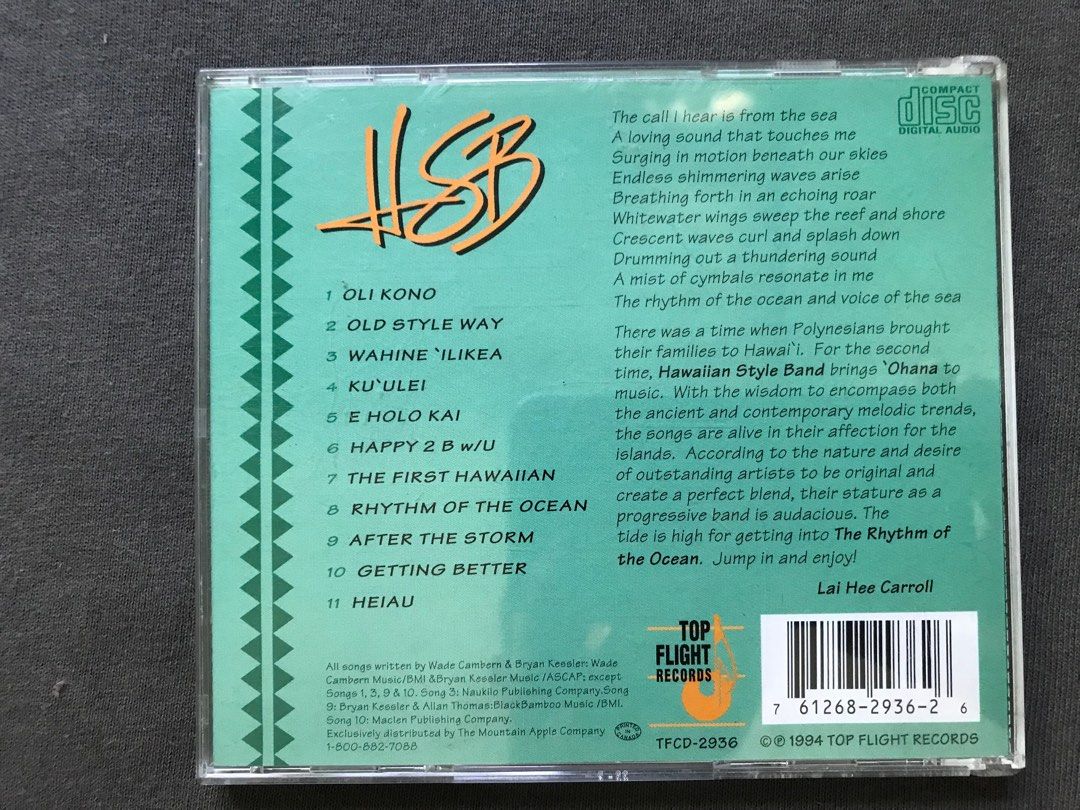 HSB
1 OLI KONO
2 OLD STYLE WAY
3 WAHINE `ILIKEA
4 KU`ULEI
5 E HOLO KAI
6 HAPPY 2 B w/U
7 THE FIRST HAWAIIAN
8 RHYTHM OF THE OCEAN
9 AFTER THE STORM
10 GETTING BETTER
11 HEIAU
All songs written by Wade Cambern & Bryan Kessler: Wade
Cambern Music/BMI &Bryan Kessler Music /ASCAP; except
Songs 1, 3, 9 & 10. Song 3: Naukilo Publishing Company.Song
9: Bryan Kessler & Allan Thomas:BlackBamboo Music /BMI.
Song 10: Maclen Publishing Company.
Exclusively distributed by The Mountain Apple Company
1-800-882-7088
PRINTED
IN
CANADA
COMPACT
disc
DIGITAL AUDIO
The call I hear is from the sea
A loving sound that touches me
Surging in motion beneath our skies
Endless shimmering waves arise
Breathing forth in an echoing roar
Whitewater wings sweep the reef and shore
Crescent waves curl and splash down
Drumming out a thundering sound
A mist of cymbals resonate in me
The rhythm of the ocean and voice of the sea
There was a time when Polynesians brought
their families to Hawai`i. For the second
time, Hawaiian Style Band brings `Ohana to
music. With the wisdom to encompass both
the ancient and contemporary melodic trends,
the songs are alive in their affection for the
islands. According to the nature and desire
of outstanding artists to be original and
create a perfect blend, their stature as a
progressive band is audacious. The
tide is high for getting into The Rhythm of
the Ocean. Jump in and enjoy!
Lai Hee Carroll
TOP
FLIGHT
RECORDS
TFCD-2936
7 61268-2936-2 6
©℗ 1994 TOP FLIGHT RECORDS